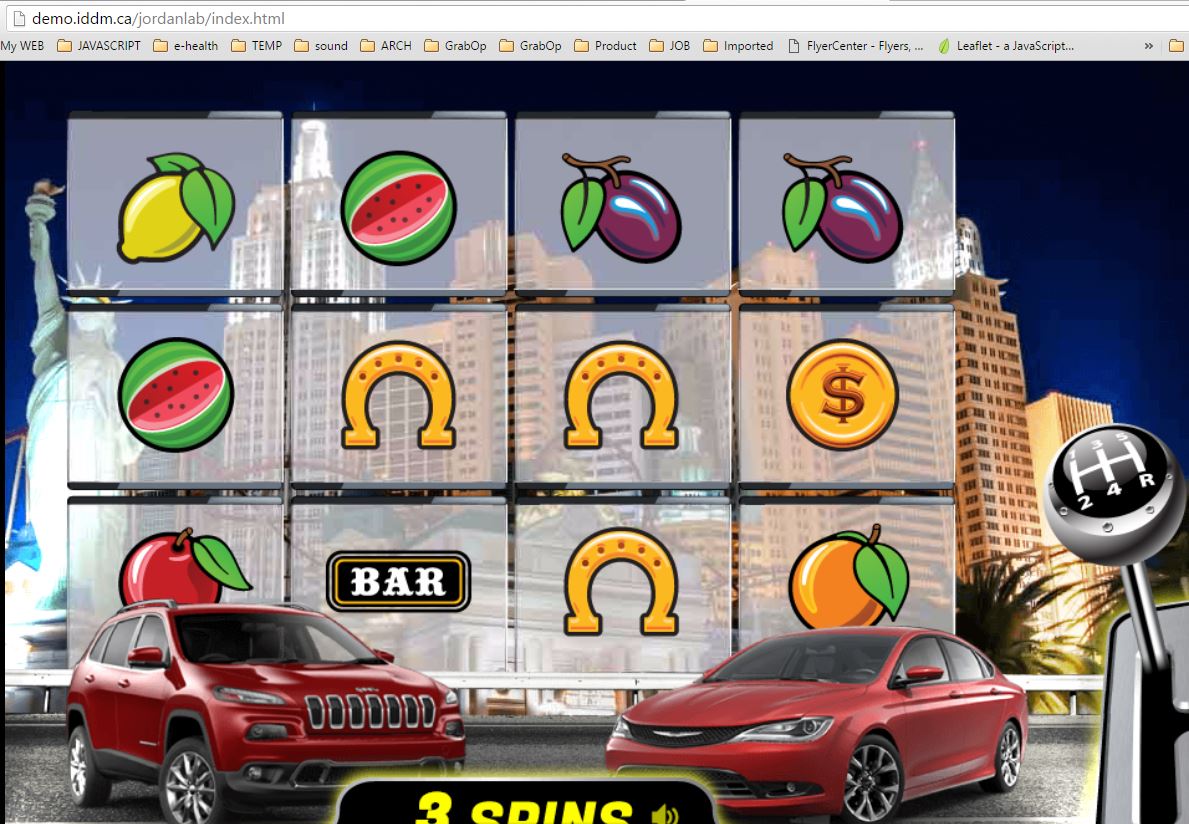 demo.iddm.ca/jordanlab/index.html
My WEB JAVASCRIPT e-health TEMP sound ARCH GrabOp GrabOp Product JOB Imported FlyerCenter - Flyers, ... Leaflet - a JavaScript... »
$
1 3 5
2 4 R
BAR
Jeep
3 SPINS